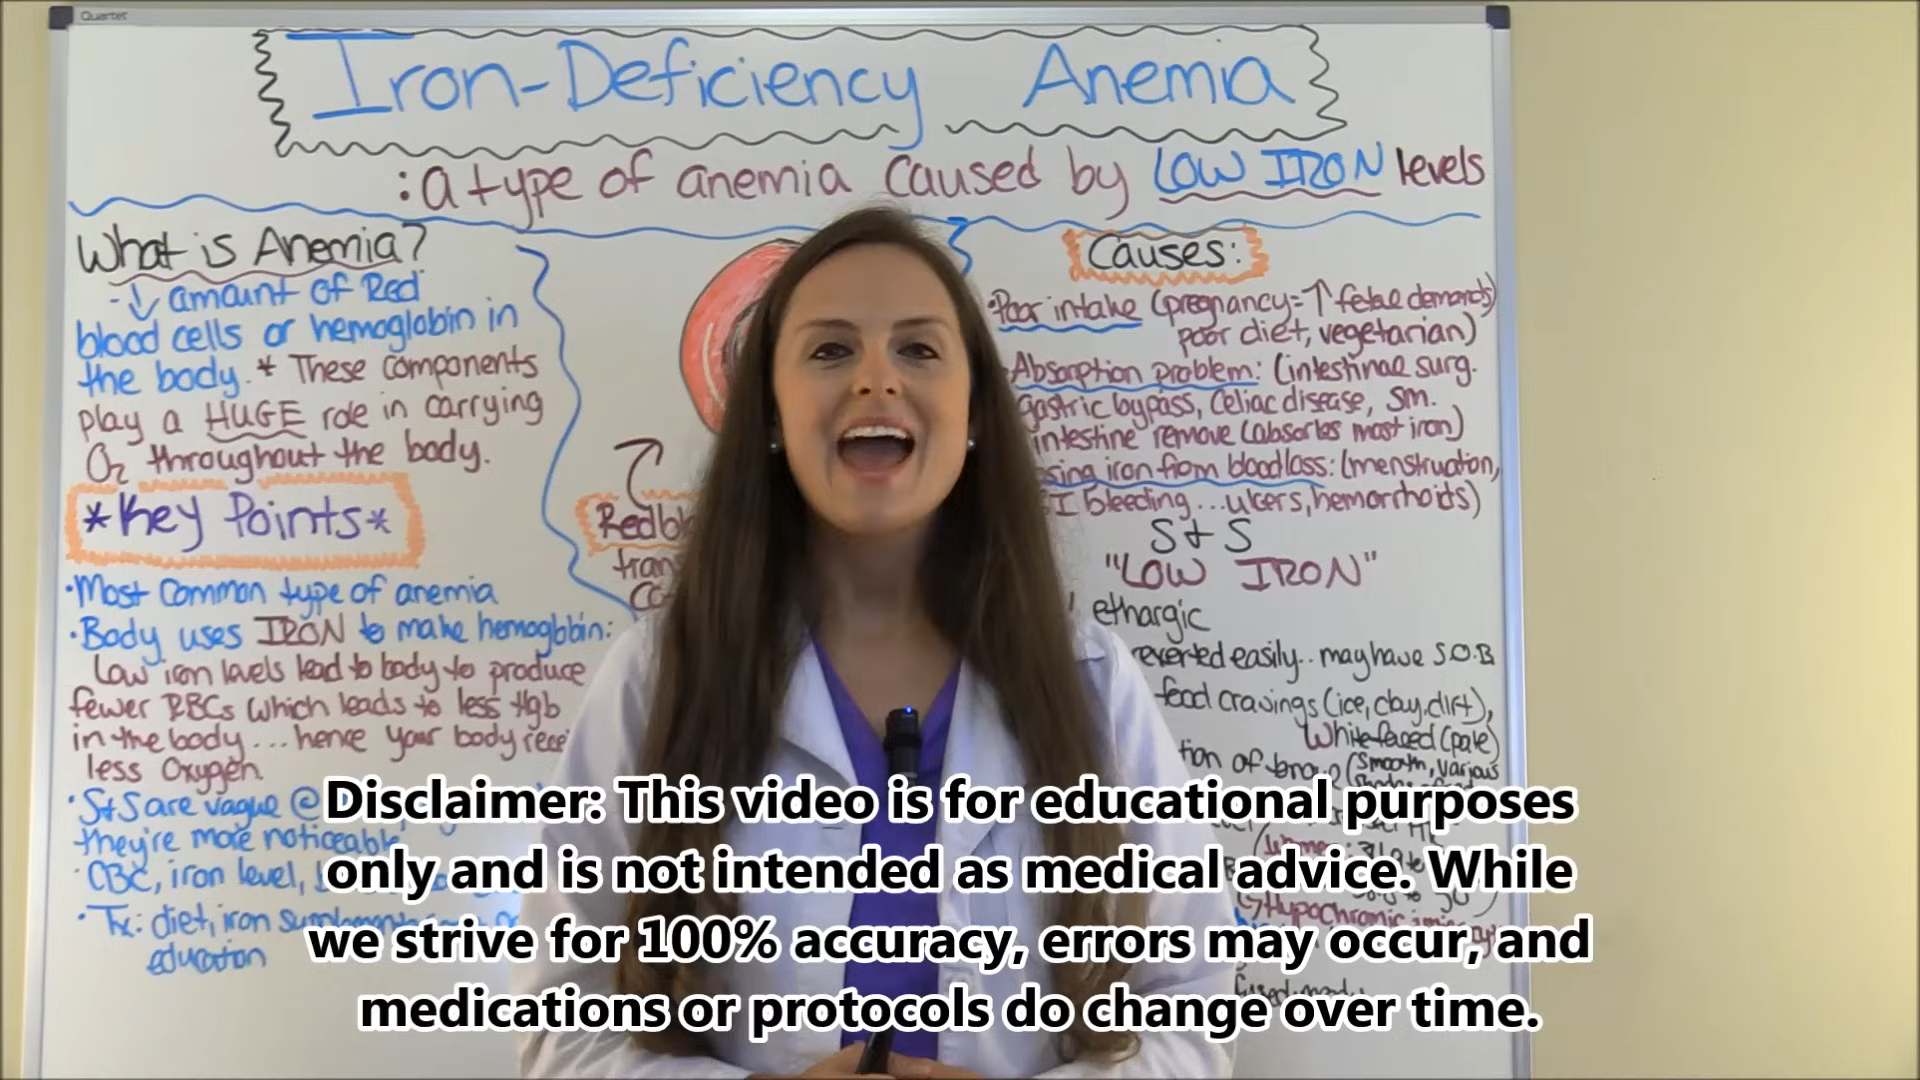 Quartet
Iron-Deficiency Anemia
: a type of anemia caused by LOW IRON levels
What is Anemia?
- ↓ amount of Red
blood cells or hemoglobin in
the body. * These components
play a HUGE role in carrying
O2 throughout the body.
*Key Points*
• Most Common type of anemia
• Body uses IRON to make hemoglobin:
Low iron levels lead to body to produce
fewer RBCs which leads to less Hgb
in the body... hence your body
less Oxygen
• S+S are vague @
they're more noticeable
• CBC, iron level,
• Tx: diet, iron
education
Causes:
• Poor intake (pregnancy = ↑ fetal demands)
poor diet, vegetarian)
Absorption problem: (intestinal surg.
gastric bypass, Celiac disease, sm.
intestine remove (absorbs most iron)
iron from blood loss: (menstruation,
bleeding... ulcers, hemorrhoids)
S+S
"LOW IRON"
ethargic
easily.. may have S.O.B
food cravings (ice, clay, dirt),
White faced (pale)
of (smooth, various
Hypochromic
Disclaimer: This video is for educational purposes
only and is not intended as medical advice. While
we strive for 100% accuracy, errors may occur, and
medications or protocols do change over time.